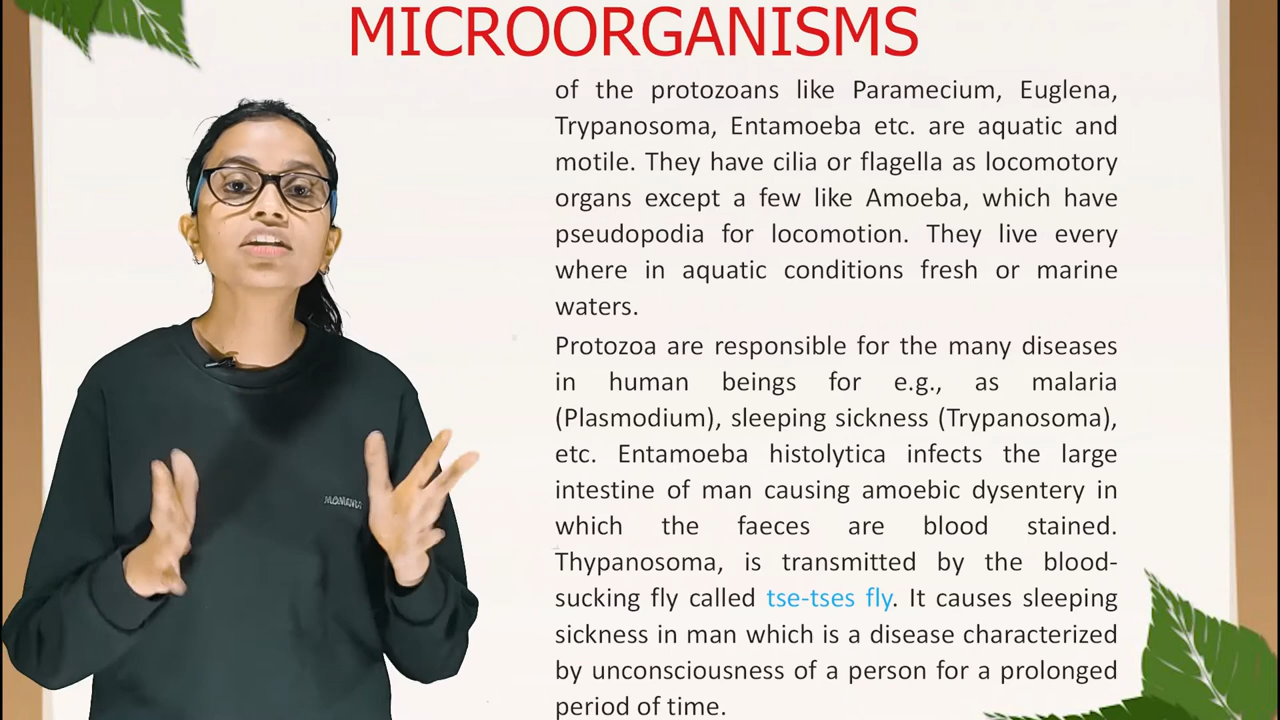 MICROORGANISMS
of the protozoans like Paramecium, Euglena,
Trypanosoma, Entamoeba etc. are aquatic and
motile. They have cilia or flagella as locomotory
organs except a few like Amoeba, which have
pseudopodia for locomotion. They live every
where in aquatic conditions fresh or marine
waters.
Protozoa are responsible for the many diseases
in human beings for e.g., as malaria
(Plasmodium), sleeping sickness (Trypanosoma),
etc. Entamoeba histolytica infects the large
intestine of man causing amoebic dysentery in
which the faeces are blood stained.
Thypanosoma, is transmitted by the blood-
sucking fly called tse-tses fly. It causes sleeping
sickness in man which is a disease characterized
by unconsciousness of a person for a prolonged
period of time.